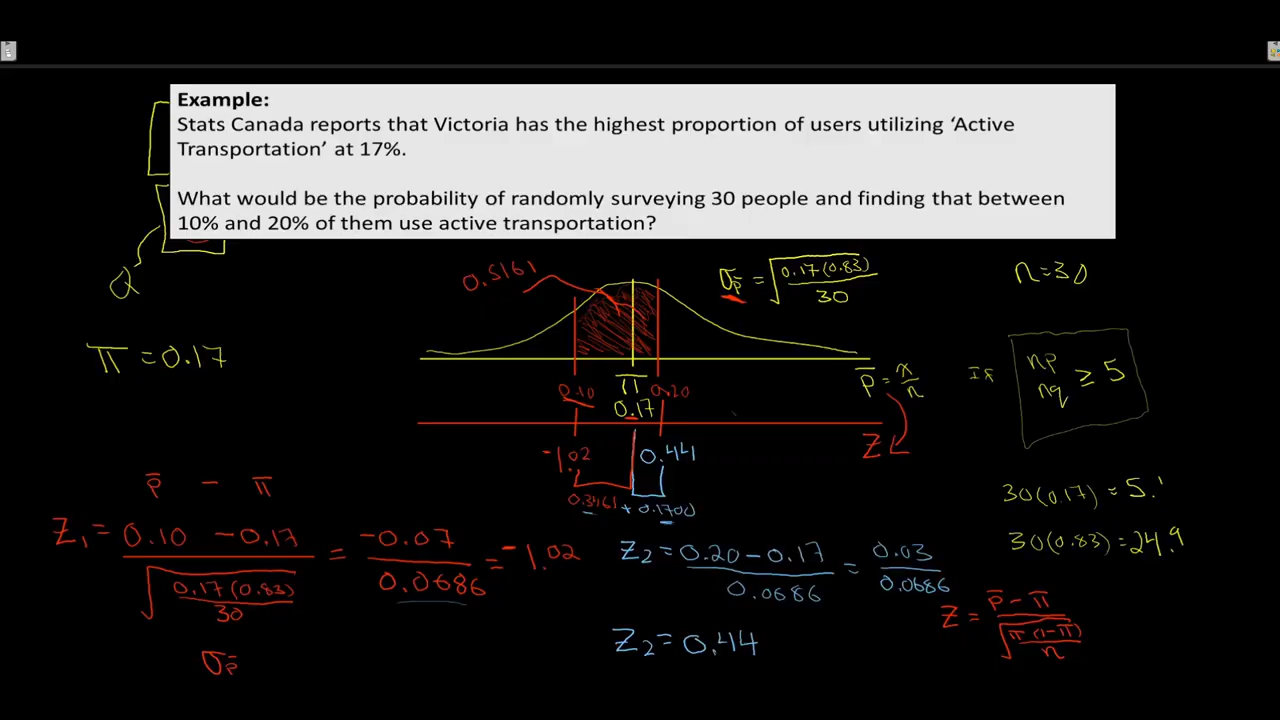 Example:
Stats Canada reports that Victoria has the highest proportion of users utilizing ‘Active
Transportation’ at 17%.
What would be the probability of randomly surveying 30 people and finding that between
10% and 20% of them use active transportation?
0.5161
σp̄ = √(0.17(0.83)/30)
n=30
Q
π = 0.17
p̄ = x/n
IF
np
nq ≥ 5
π
0.10 0.17 0.20
Z
-1.02 0.44
0.3461 + 0.1700
30(0.17) = 5.1
30(0.83) = 24.9
p̄ - π
Z₁ = (0.10 - 0.17)/√(0.17(0.83)/30) = -0.07/0.0686 = -1.02
σp̄
Z₂ = (0.20 - 0.17)/0.0686 = 0.03/0.0686
Z₂ = 0.44
Z = (p̄ - π)/√(π(1-π)/n)